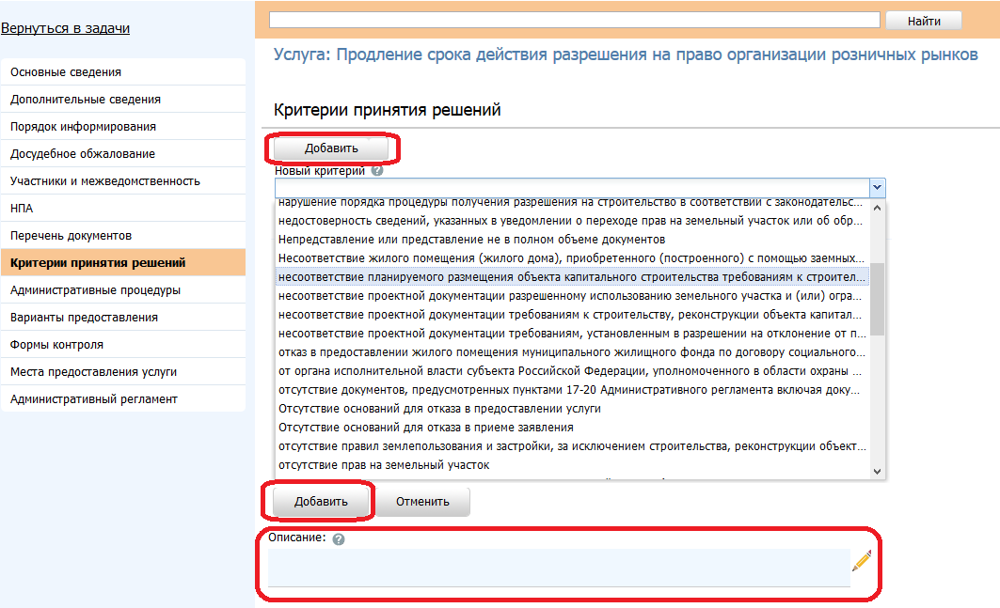 Вернуться в задачи
Найти
Услуга: Продление срока действия разрешения на право организации розничных рынков
Основные сведения
Дополнительные сведения
Порядок информирования
Досудебное обжалование
Участники и межведомственность
НПА
Перечень документов
Критерии принятия решений
Административные процедуры
Варианты предоставления
Формы контроля
Места предоставления услуги
Административный регламент
Критерии принятия решений
Добавить
Новый критерий ?
нарушение порядка процедуры получения разрешения на строительство в соответствии с законодательс...
недостоверность сведений, указанных в уведомлении о переходе прав на земельный участок или об обр...
Непредставление или представление не в полном объеме документов
Несоответствие жилого помещения (жилого дома), приобретенного (построенного) с помощью заемных...
несоответствие планируемого размещения объекта капитального строительства требованиям к строител...
несоответствие проектной документации разрешенному использованию земельного участка и (или) огра...
несоответствие проектной документации требованиям к строительству, реконструкции объекта капитал...
несоответствие проектной документации требованиям, установленным в разрешении на отклонение от п...
отказ в предоставлении жилого помещения муниципального жилищного фонда по договору социального...
от органа исполнительной власти субъекта Российской Федерации, уполномоченного в области охраны ...
отсутствие документов, предусмотренных пунктами 17-20 Административного регламента включая доку...
Отсутствие оснований для отказа в предоставлении услуги
Отсутствие оснований для отказа в приеме заявления
отсутствие правил землепользования и застройки, за исключением строительства, реконструкции объект...
отсутствие прав на земельный участок
Добавить
Отменить
Описание: ?